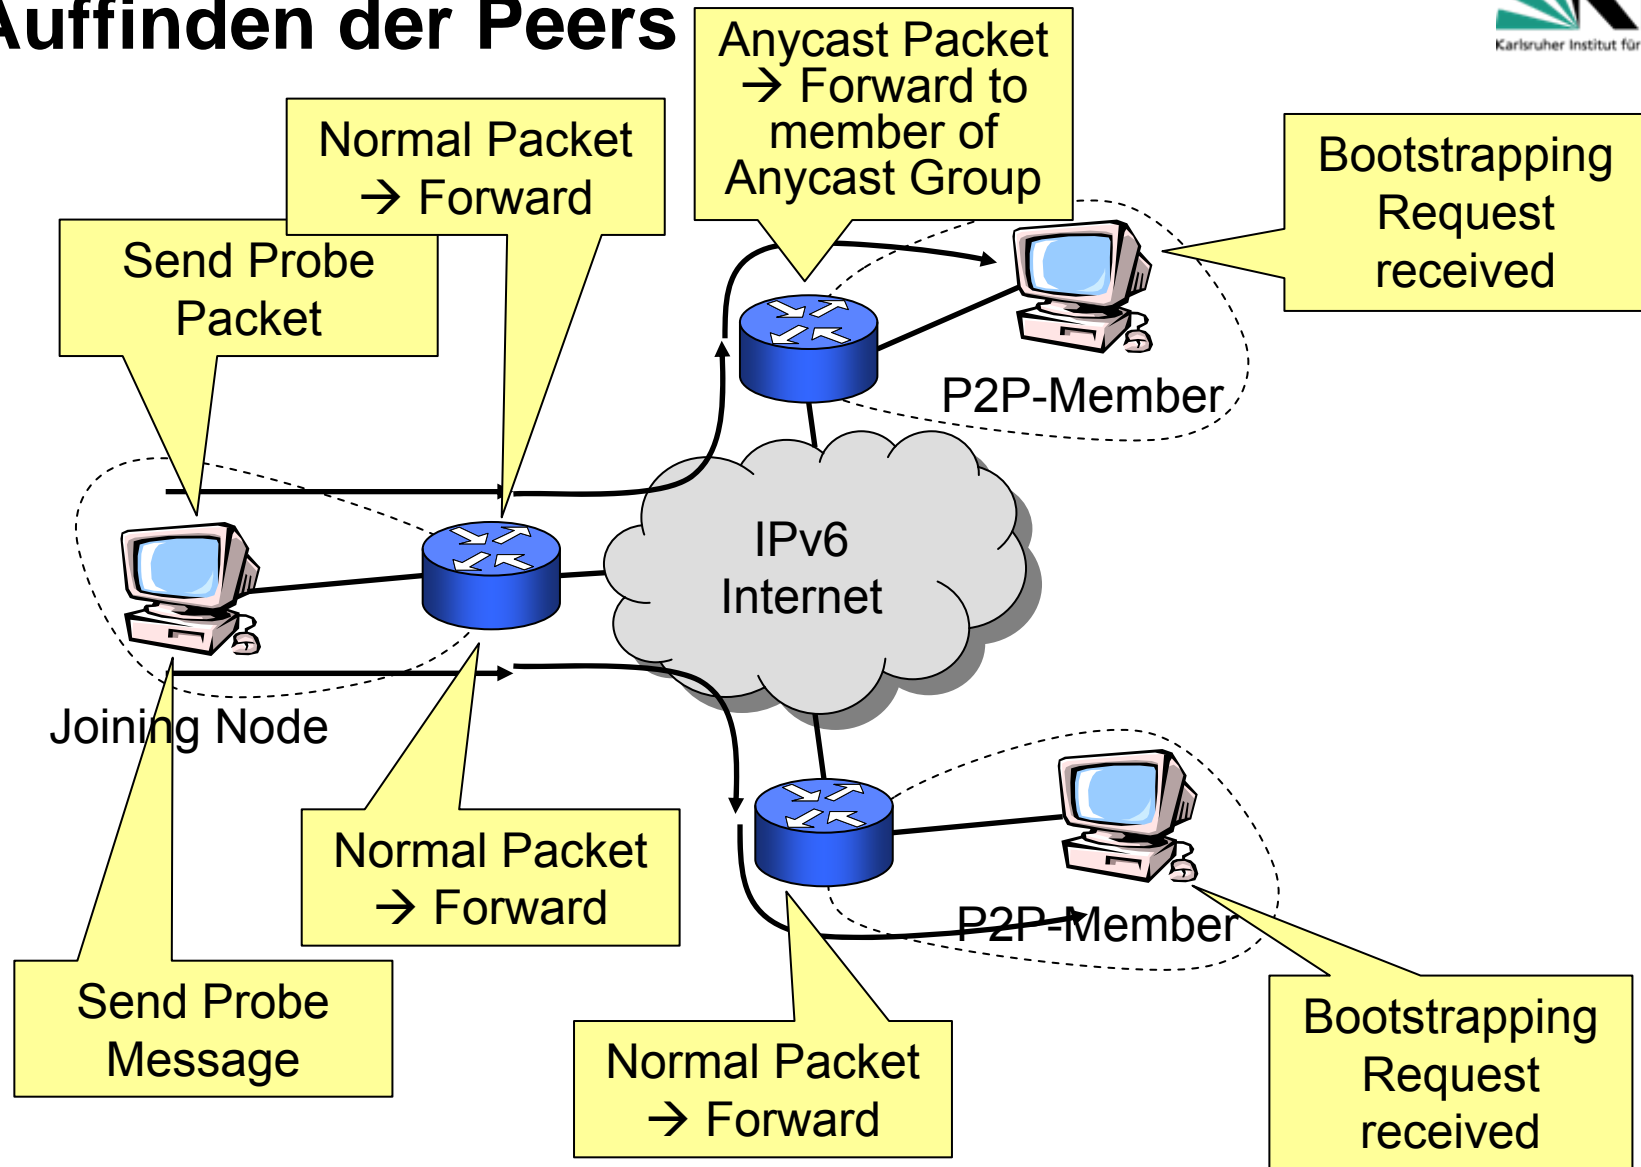 Auffinden der Peers
Karlsruher Institut für
Anycast Packet
→ Forward to
member of
Anycast Group
Normal Packet
→ Forward
Bootstrapping
Request
received
Send Probe
Packet
P2P-Member
IPv6
Internet
Joining Node
Normal Packet
→ Forward
P2P-Member
Send Probe
Message
Normal Packet
→ Forward
Bootstrapping
Request
received